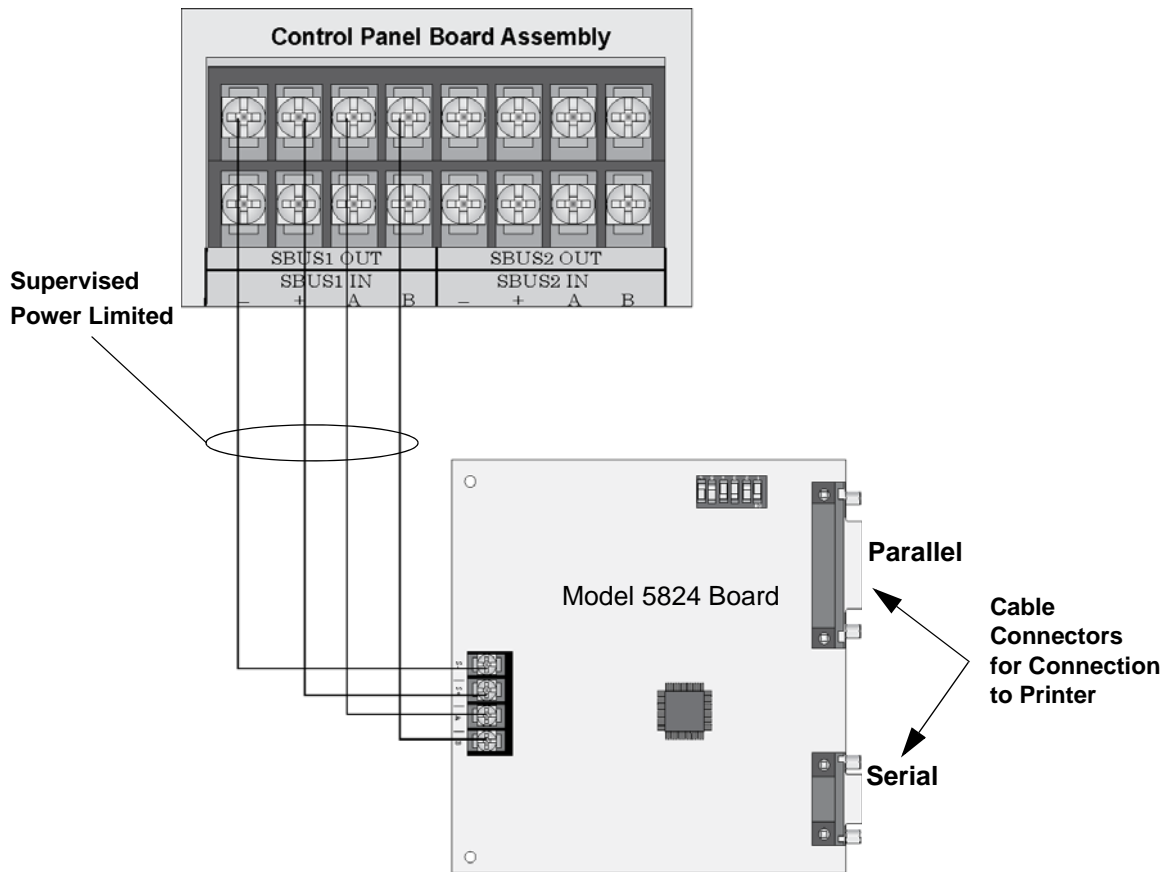 Control Panel Board Assembly
SBUS1 OUT
SBUS2 OUT
SBUS1 IN
SBUS2 IN
– + A B – + A B
Supervised
Power Limited
Model 5824 Board
Parallel
Cable
Connectors
for Connection
to Printer
Serial
A
B